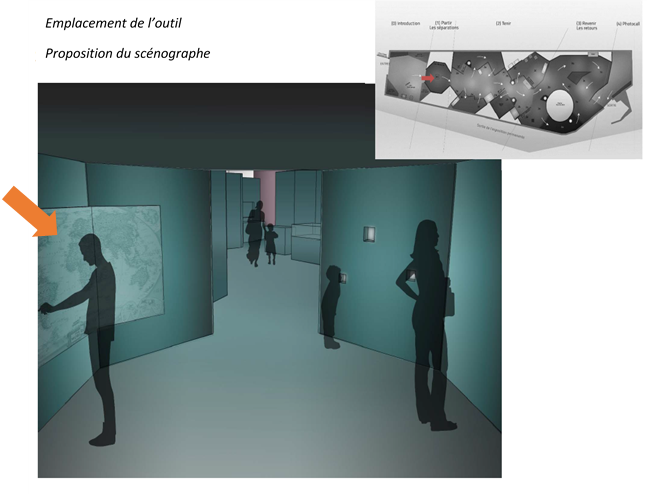 Emplacement de l'outil
Proposition du scénographe
(0) Introduction
(1) Partir
Les séparations
(2) Tenir
(3) Revenir
Les retours
(4) Photocall